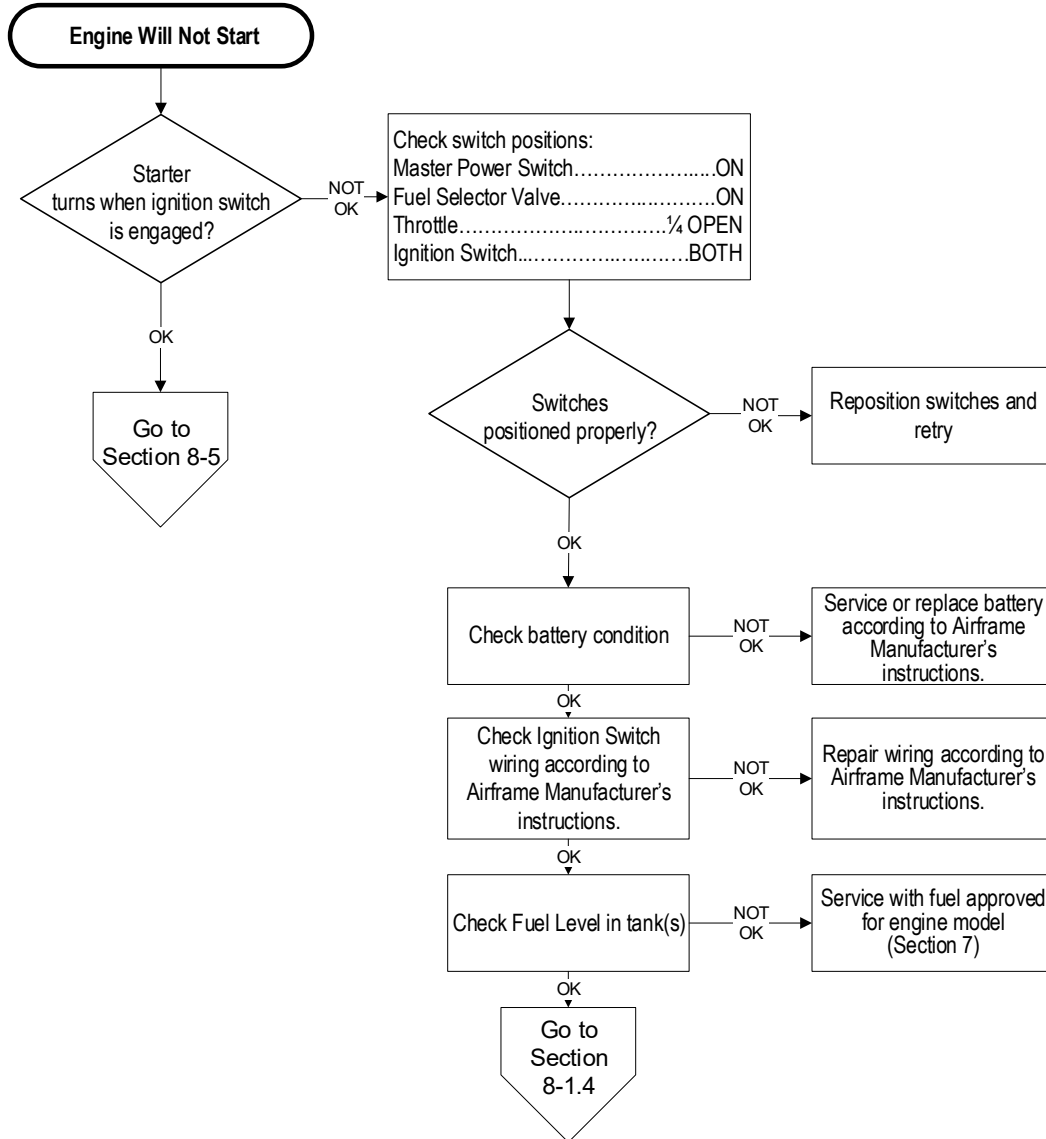 Engine Will Not Start
Starter
turns when ignition switch
is engaged?
NOT
OK
Check switch positions:
Master Power Switch........................ON
Fuel Selector Valve..........................ON
Throttle..................................¼ OPEN
Ignition Switch.............................BOTH
OK
Go to
Section 8-5
Switches
positioned properly?
NOT
OK
Reposition switches and
retry
OK
Check battery condition
NOT
OK
Service or replace battery
according to Airframe
Manufacturer's
instructions.
OK
Check Ignition Switch
wiring according to
Airframe Manufacturer's
instructions.
NOT
OK
Repair wiring according to
Airframe Manufacturer's
instructions.
OK
Check Fuel Level in tank(s)
NOT
OK
Service with fuel approved
for engine model
(Section 7)
OK
Go to
Section
8-1.4